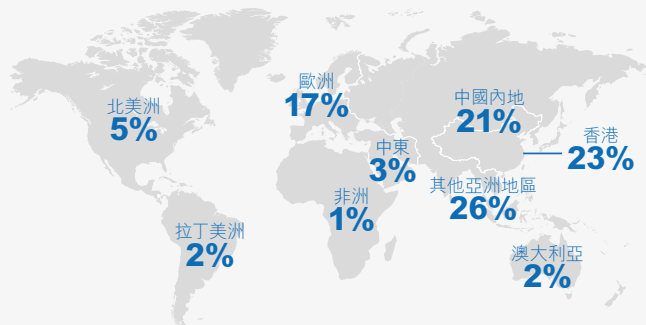 北美洲
5%
歐洲
17%
中國內地
21%
香港
23%
中東
3%
其他亞洲地區
26%
非洲
1%
拉丁美洲
2%
澳大利亞
2%